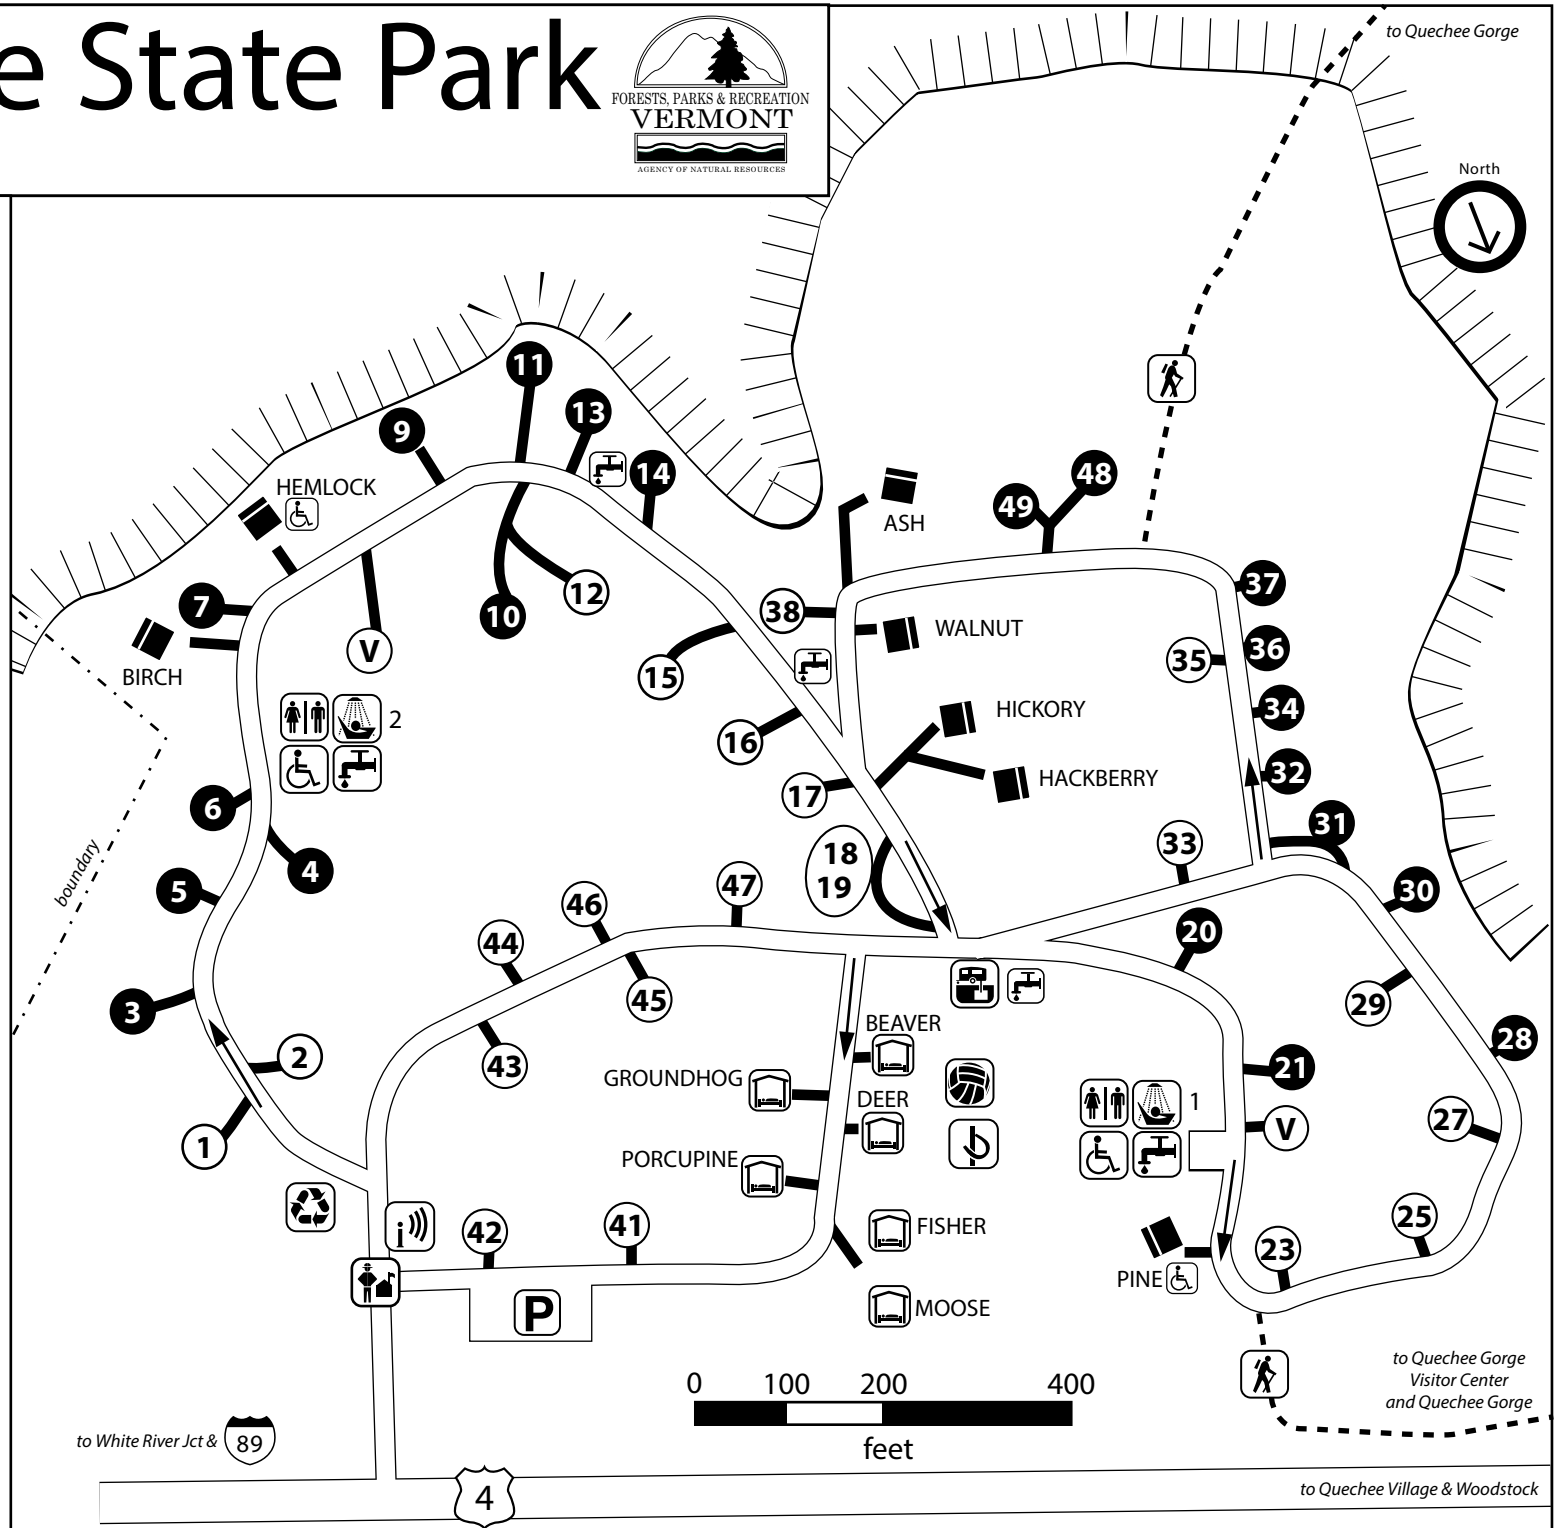 e State Park
FORESTS, PARKS & RECREATION
VERMONT
AGENCY OF NATURAL RESOURCES
to Quechee Gorge
North
11
13
9
14
HEMLOCK
48
49
ASH
12
10
7
38
37
WALNUT
V
BIRCH
15
35
36
34
HICKORY
2
16
32
HACKBERRY
17
6
31
33
18
19
4
5
boundary
47
46
30
44
20
45
29
3
BEAVER
28
2
43
GROUNDHOG
21
DEER
1
27
V
1
PORCUPINE
25
42
41
FISHER
23
i
PINE
MOOSE
P
to Quechee Gorge
Visitor Center
and Quechee Gorge
0 100 200 400
feet
to White River Jct & 89
4
to Quechee Village & Woodstock